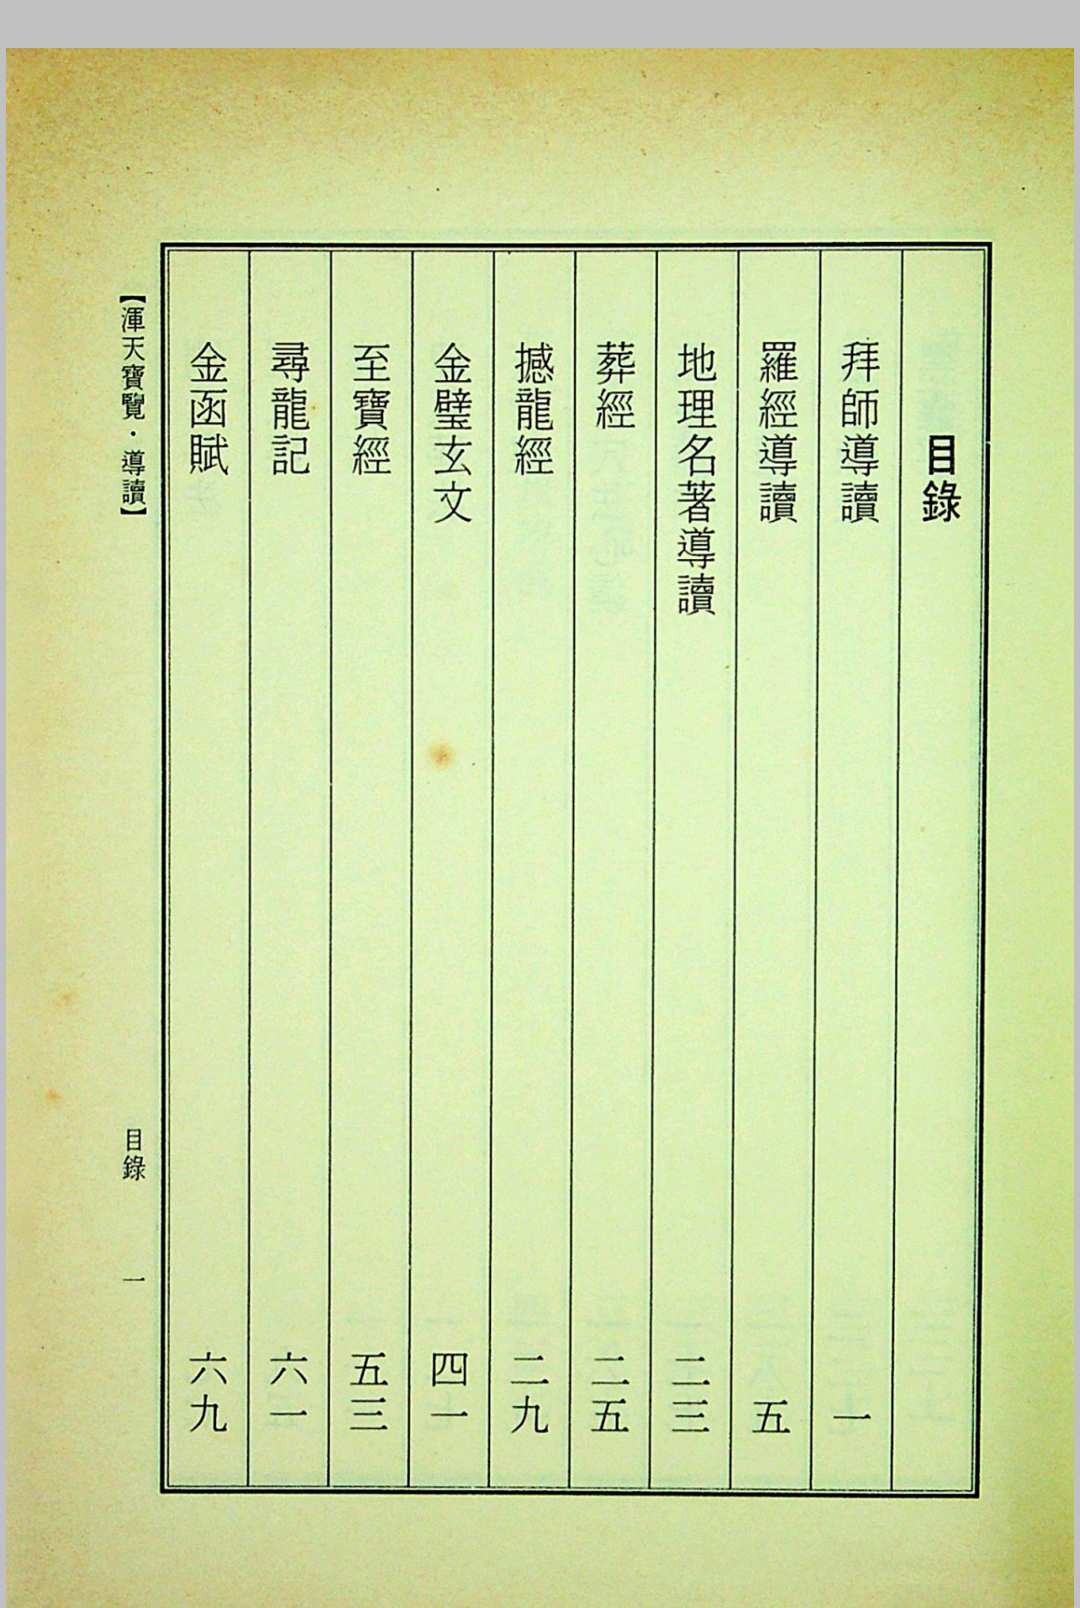 目錄
拜師導讀 一
羅經導讀 五
地理名著導讀 二三
葬經 二五
撼龍經 二九
金璧玄文 四一
至寶經 五三
尋龍記 六一
金函賦 六九
【渾天寶覽·導讀】 目錄 一